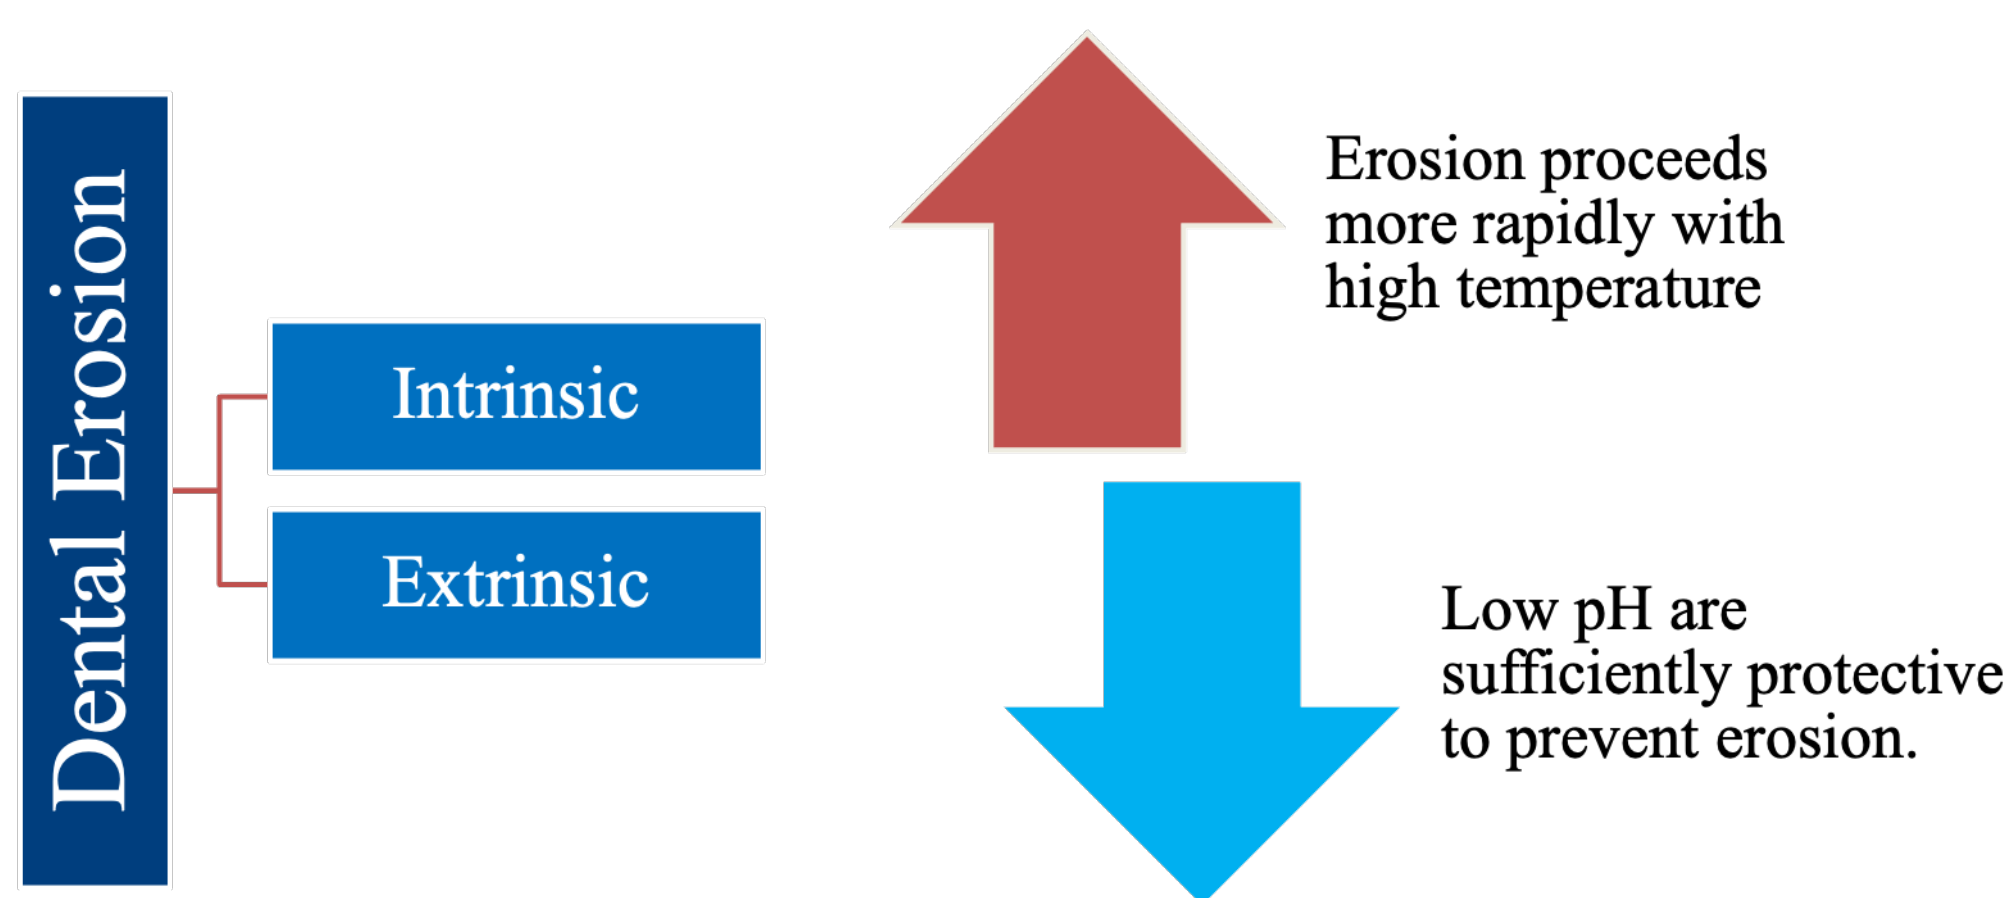 Dental Erosion
Intrinsic
Extrinsic
Erosion proceeds
more rapidly with
high temperature
Low pH are
sufficiently protective
to prevent erosion.